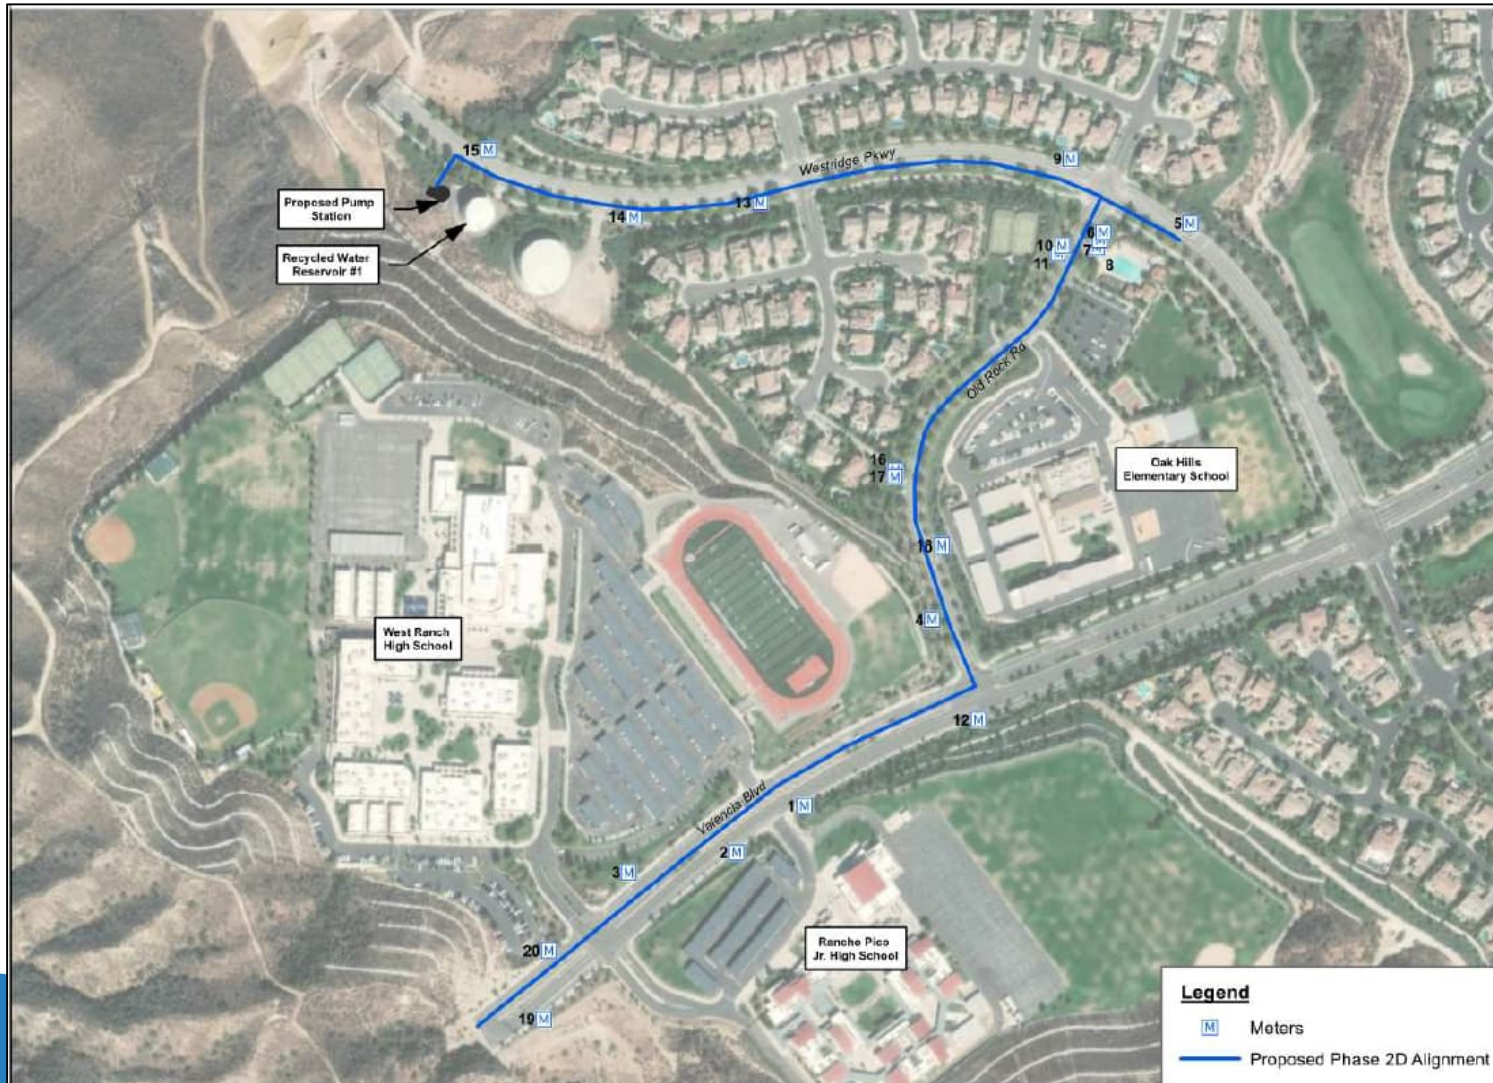 15 M
Westridge Pkwy
9 M
Proposed Pump
Station
14 M
13 M
5 M
6 M
7 M
8
10 M
11
Recycled Water
Reservoir #1
Old Rock Rd
16
17 M
Oak Hills
Elementary School
18 M
4 M
West Ranch
High School
12 M
Valencia Blvd
1 M
2 M
3 M
20 M
Ranche Pico
Jr. High School
19 M
Legend
M Meters
Proposed Phase 2D Alignment